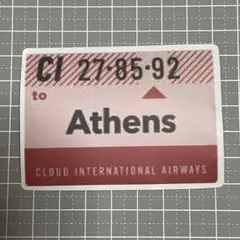 CI 27-85-92
to
Athens
CLOUD INTERNATIONAL AIRWAYS